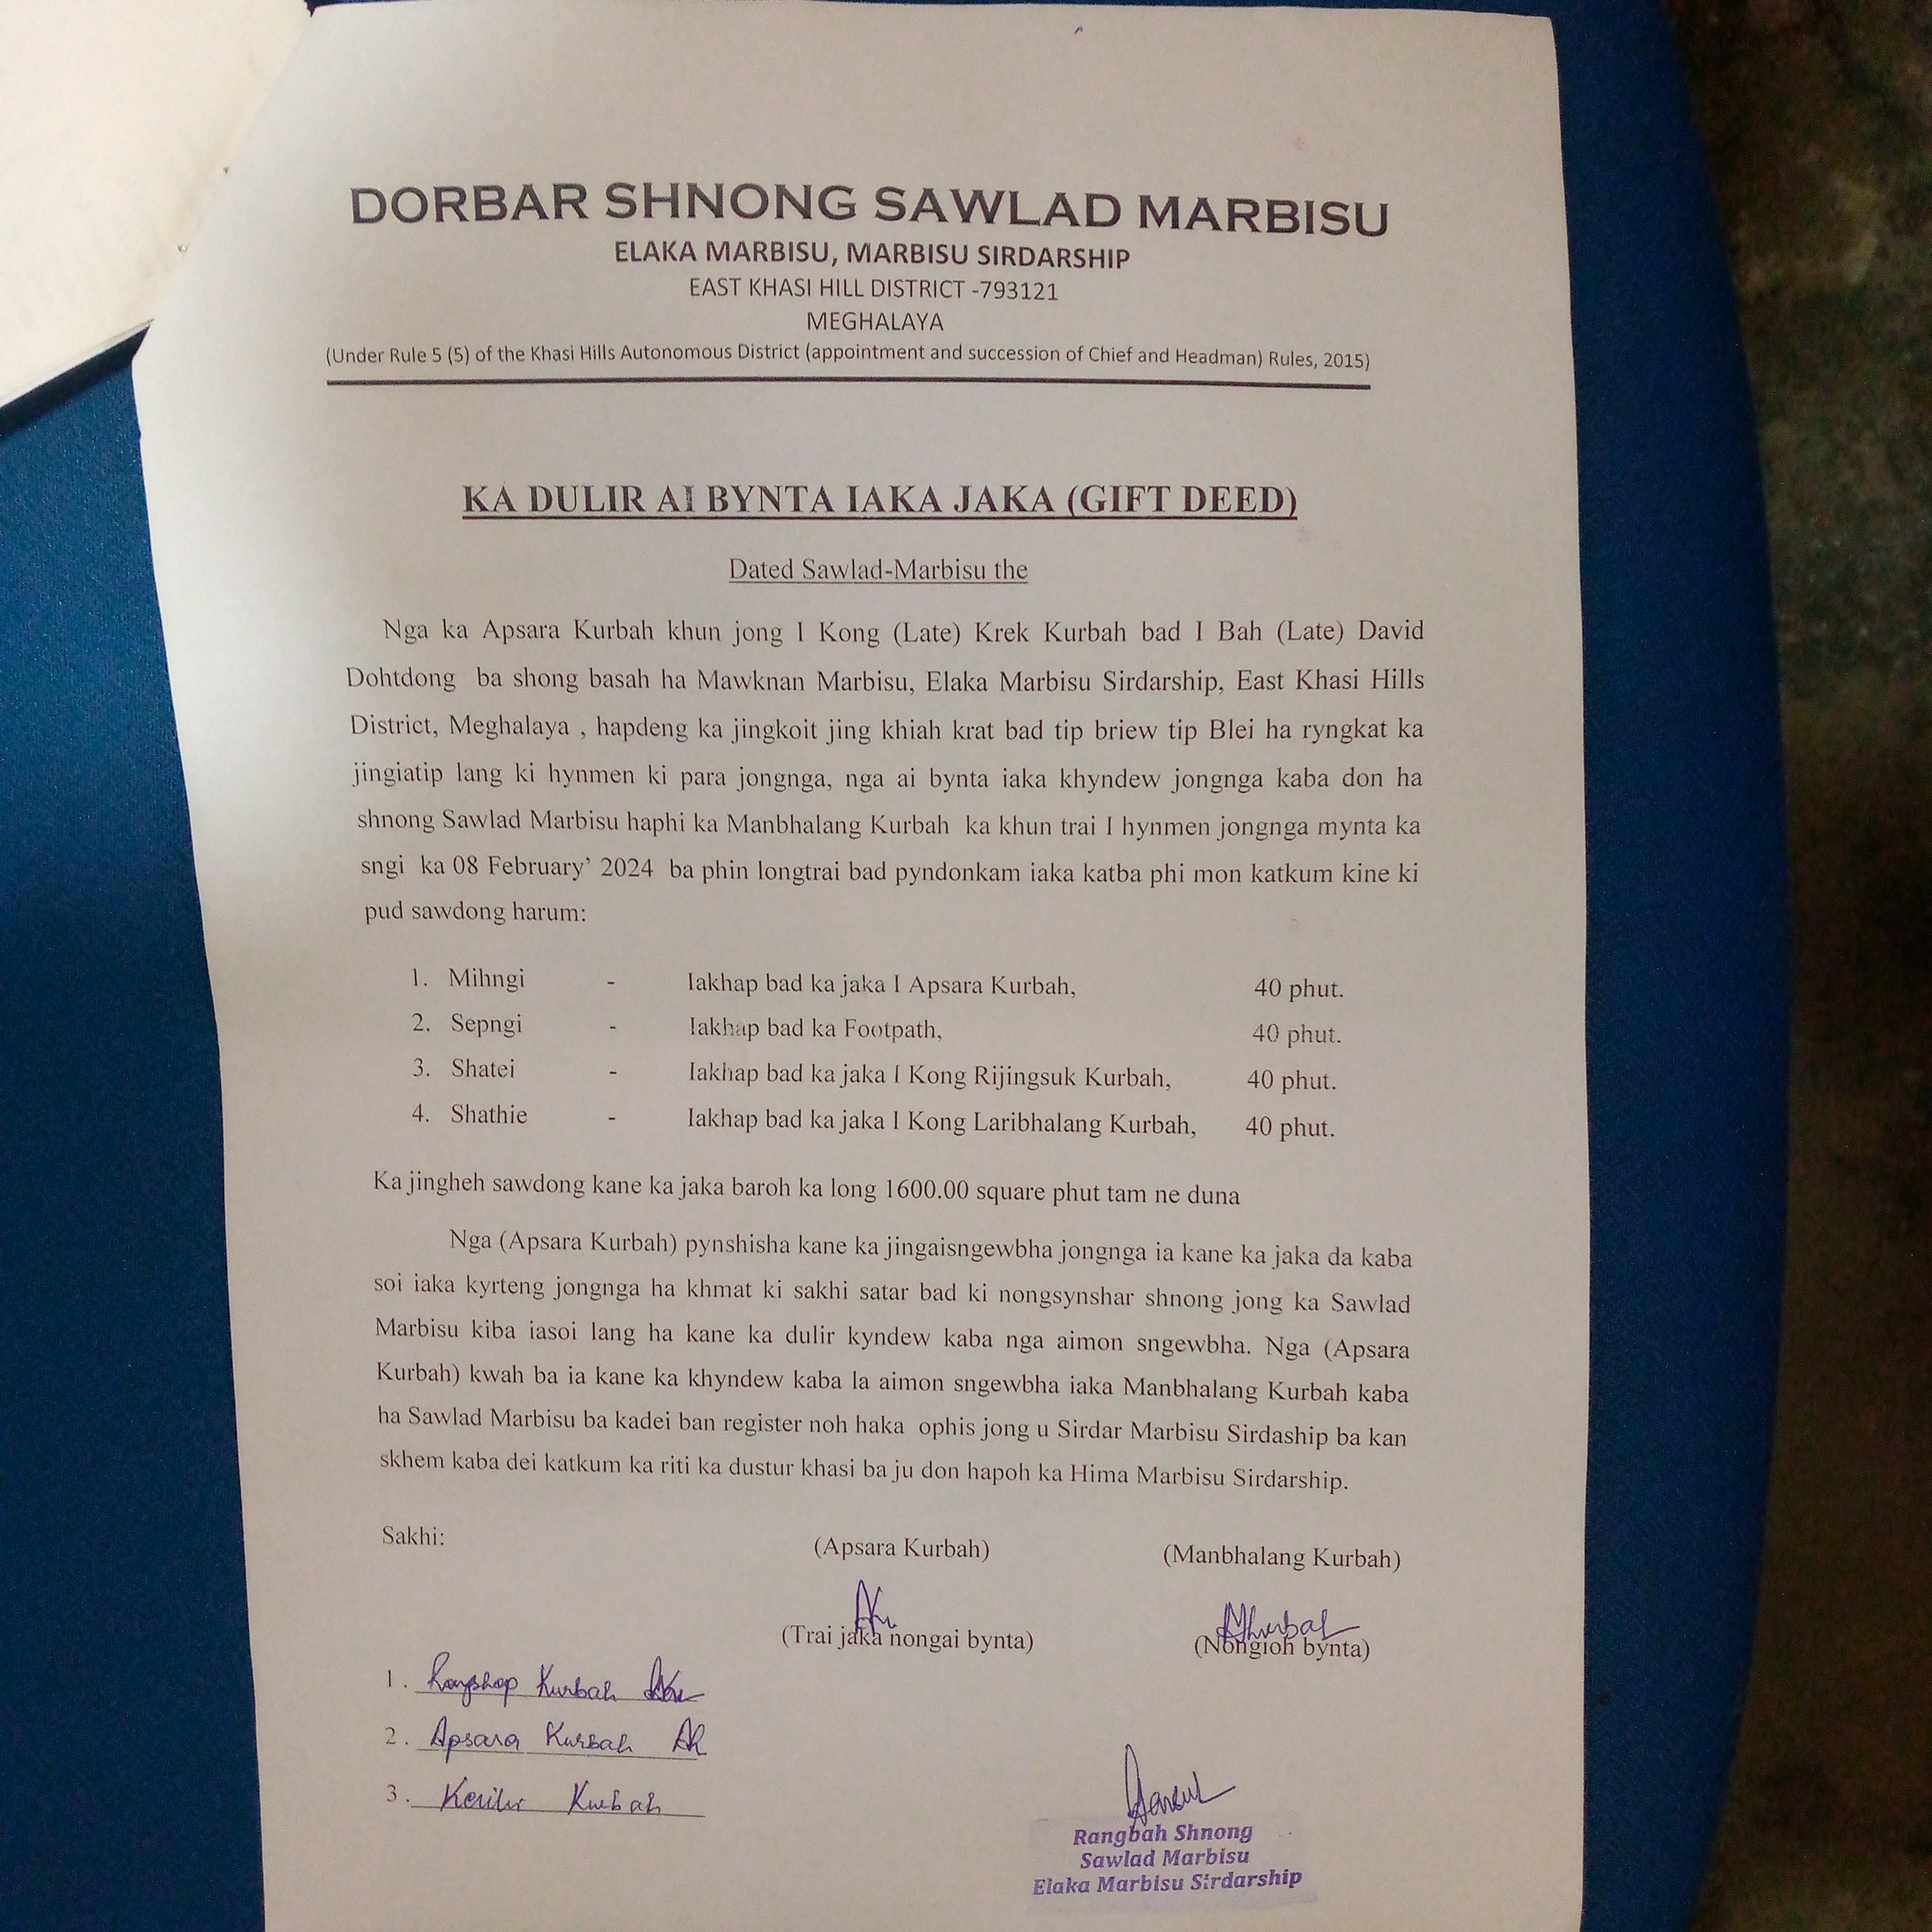 DORBAR SHNONG SAWLAD MARBISU
ELAKA MARBISU, MARBISU SIRDARSHIP
EAST KHASI HILL DISTRICT -793121
MEGHALAYA
(Under Rule 5 (5) of the Khasi Hills Autonomous District (appointment and succession of Chief and Headman) Rules, 2015)
KA DULIR AI BYNTA IAKA JAKA (GIFT DEED)
Dated Sawlad-Marbisu the
Nga ka Apsara Kurbah khun jong I Kong (Late) Krek Kurbah bad I Bah (Late) David
Dohtdong ba shong basah ha Mawknan Marbisu, Elaka Marbisu Sirdarship, East Khasi Hills
District, Meghalaya , hapdeng ka jingkoit jing khiah krat bad tip briew tip Blei ha ryngkat ka
jingiatip lang ki hynmen ki para jongnga, nga ai bynta iaka khyndew jongnga kaba don ha
shnong Sawlad Marbisu haphi ka Manbhalang Kurbah ka khun trai I hynmen jongnga mynta ka
sngi ka 08 February' 2024 ba phin longtrai bad pyndonkam iaka katba phi mon katkum kine ki
pud sawdong harum:
1. Mihngi - Iakhap bad ka jaka I Apsara Kurbah, 40 phut.
2. Sepngi - Iakhap bad ka Footpath, 40 phut.
3. Shatei - Iakhap bad ka jaka I Kong Rijingsuk Kurbah, 40 phut.
4. Shathie - Iakhap bad ka jaka I Kong Laribhalang Kurbah, 40 phut.
Ka jingheh sawdong kane ka jaka baroh ka long 1600.00 square phut tam ne duna
Nga (Apsara Kurbah) pynshisha kane ka jingaisngewbha jongnga ia kane ka jaka da kaba
soi iaka kyrteng jongnga ha khmat ki sakhi satar bad ki nongsynshar shnong jong ka Sawlad
Marbisu kiba iasoi lang ha kane ka dulir kyndew kaba nga aimon sngewbha. Nga (Apsara
Kurbah) kwah ba ia kane ka khyndew kaba la aimon sngewbha iaka Manbhalang Kurbah kaba
ha Sawlad Marbisu ba kadei ban register noh haka ophis jong u Sirdar Marbisu Sirdaship ba kan
skhem kaba dei katkum ka riti ka dustur khasi ba ju don hapoh ka Hima Marbisu Sirdarship.
Sakhi: (Apsara Kurbah) (Manbhalang Kurbah)
(Trai jaka nongai bynta) (Nongioh bynta)
1. Kurbah
2. Apsara Kurbah AK
3. Kurbah
Rangbah Shnong
Sawlad Marbisu
Elaka Marbisu Sirdarship